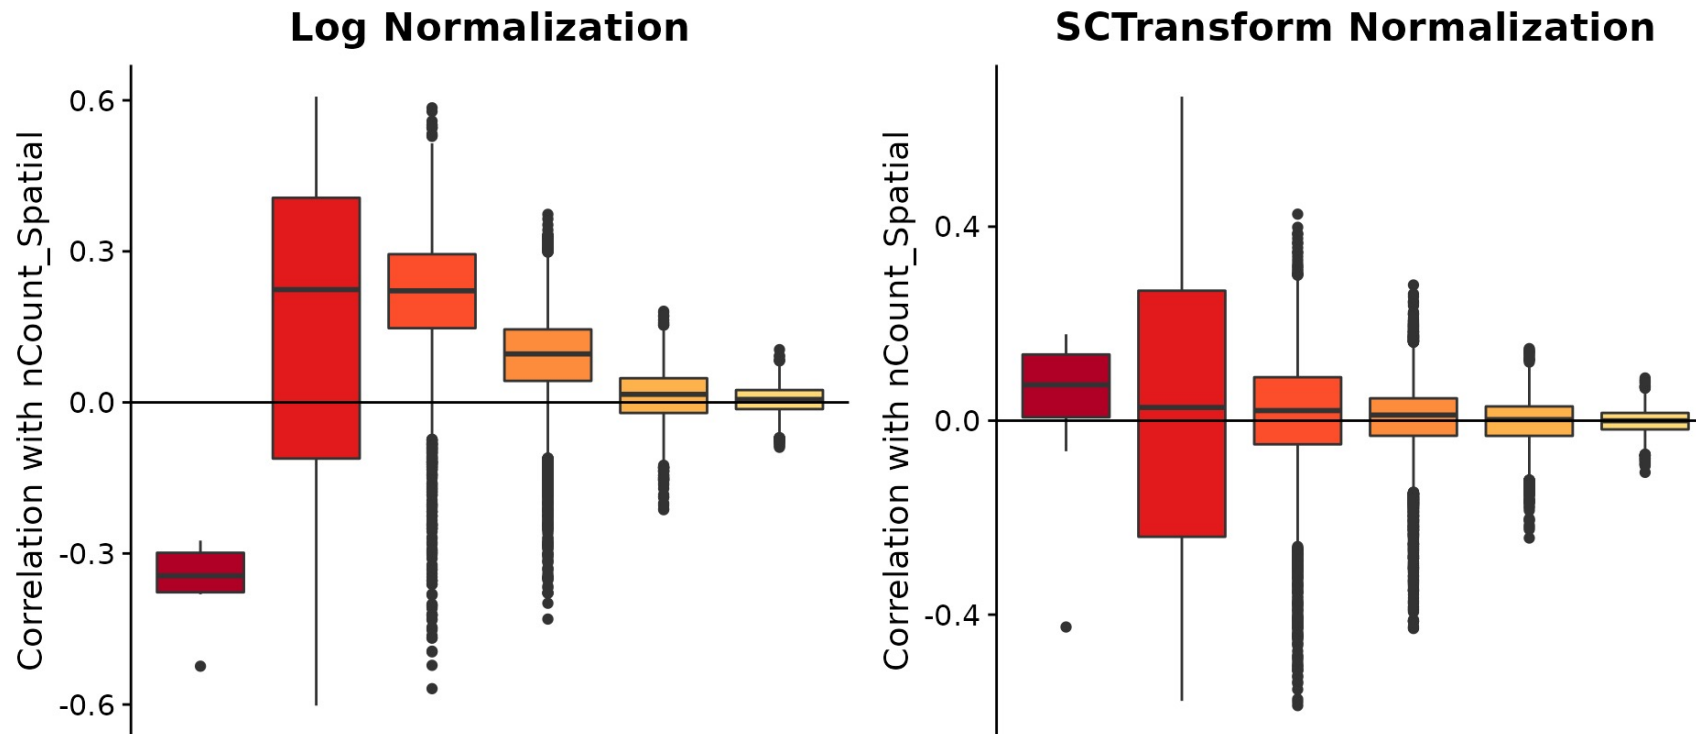 Log Normalization
Correlation with nCount_Spatial
0.6
0.3
0.0
-0.3
-0.6
SCTransform Normalization
Correlation with nCount_Spatial
0.4
0.0
-0.4